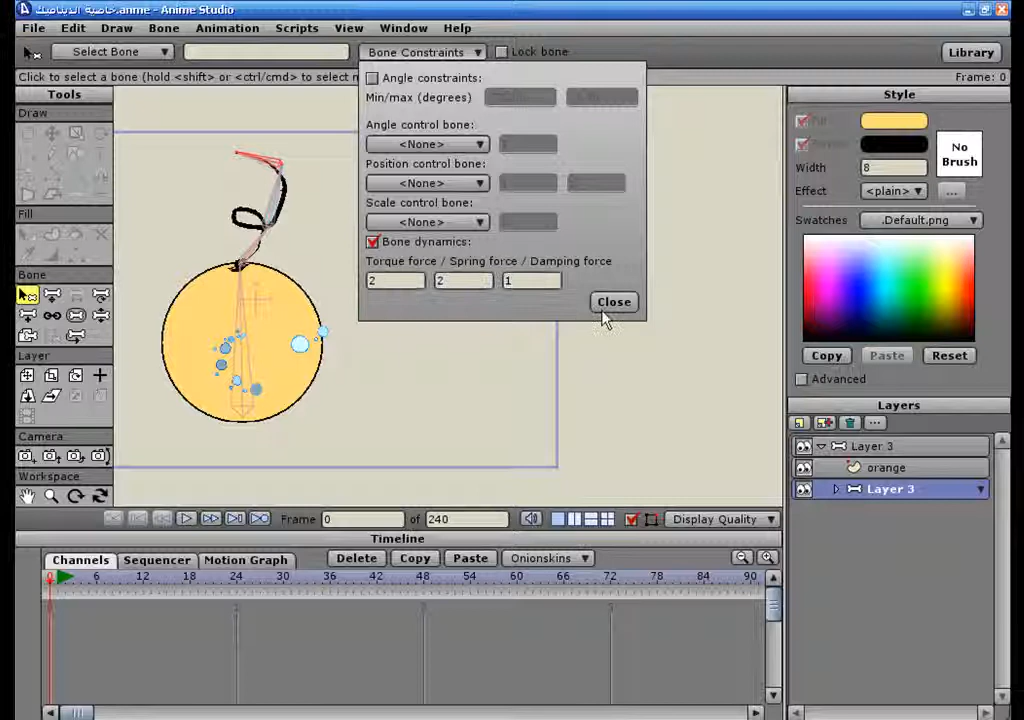 خاصية الديناميك.anme - Anime Studio
File Edit Draw Bone Animation Scripts View Window Help
Select Bone Bone Constraints Lock bone Library
Click to select a bone (hold <shift> or <ctrl/cmd> to select m Frame: 0
Tools
Draw
Fill
Bone
Layer
Camera
Workspace
Angle constraints:
Min/max (degrees)
Angle control bone:
<None>
Position control bone:
<None>
Scale control bone:
<None>
Bone dynamics:
Torque force / Spring force / Damping force
2 2 1
Close
Style
No Brush
Width 8
Effect <plain> ...
Swatches .Default.png
Copy Paste Reset
Advanced
Layers
Layer 3
orange
Layer 3
Frame 0 of 240 Display Quality
Timeline
Channels Sequencer Motion Graph Delete Copy Paste Onionskins
0 6 12 18 24 30 36 42 48 54 60 66 72 78 84 90